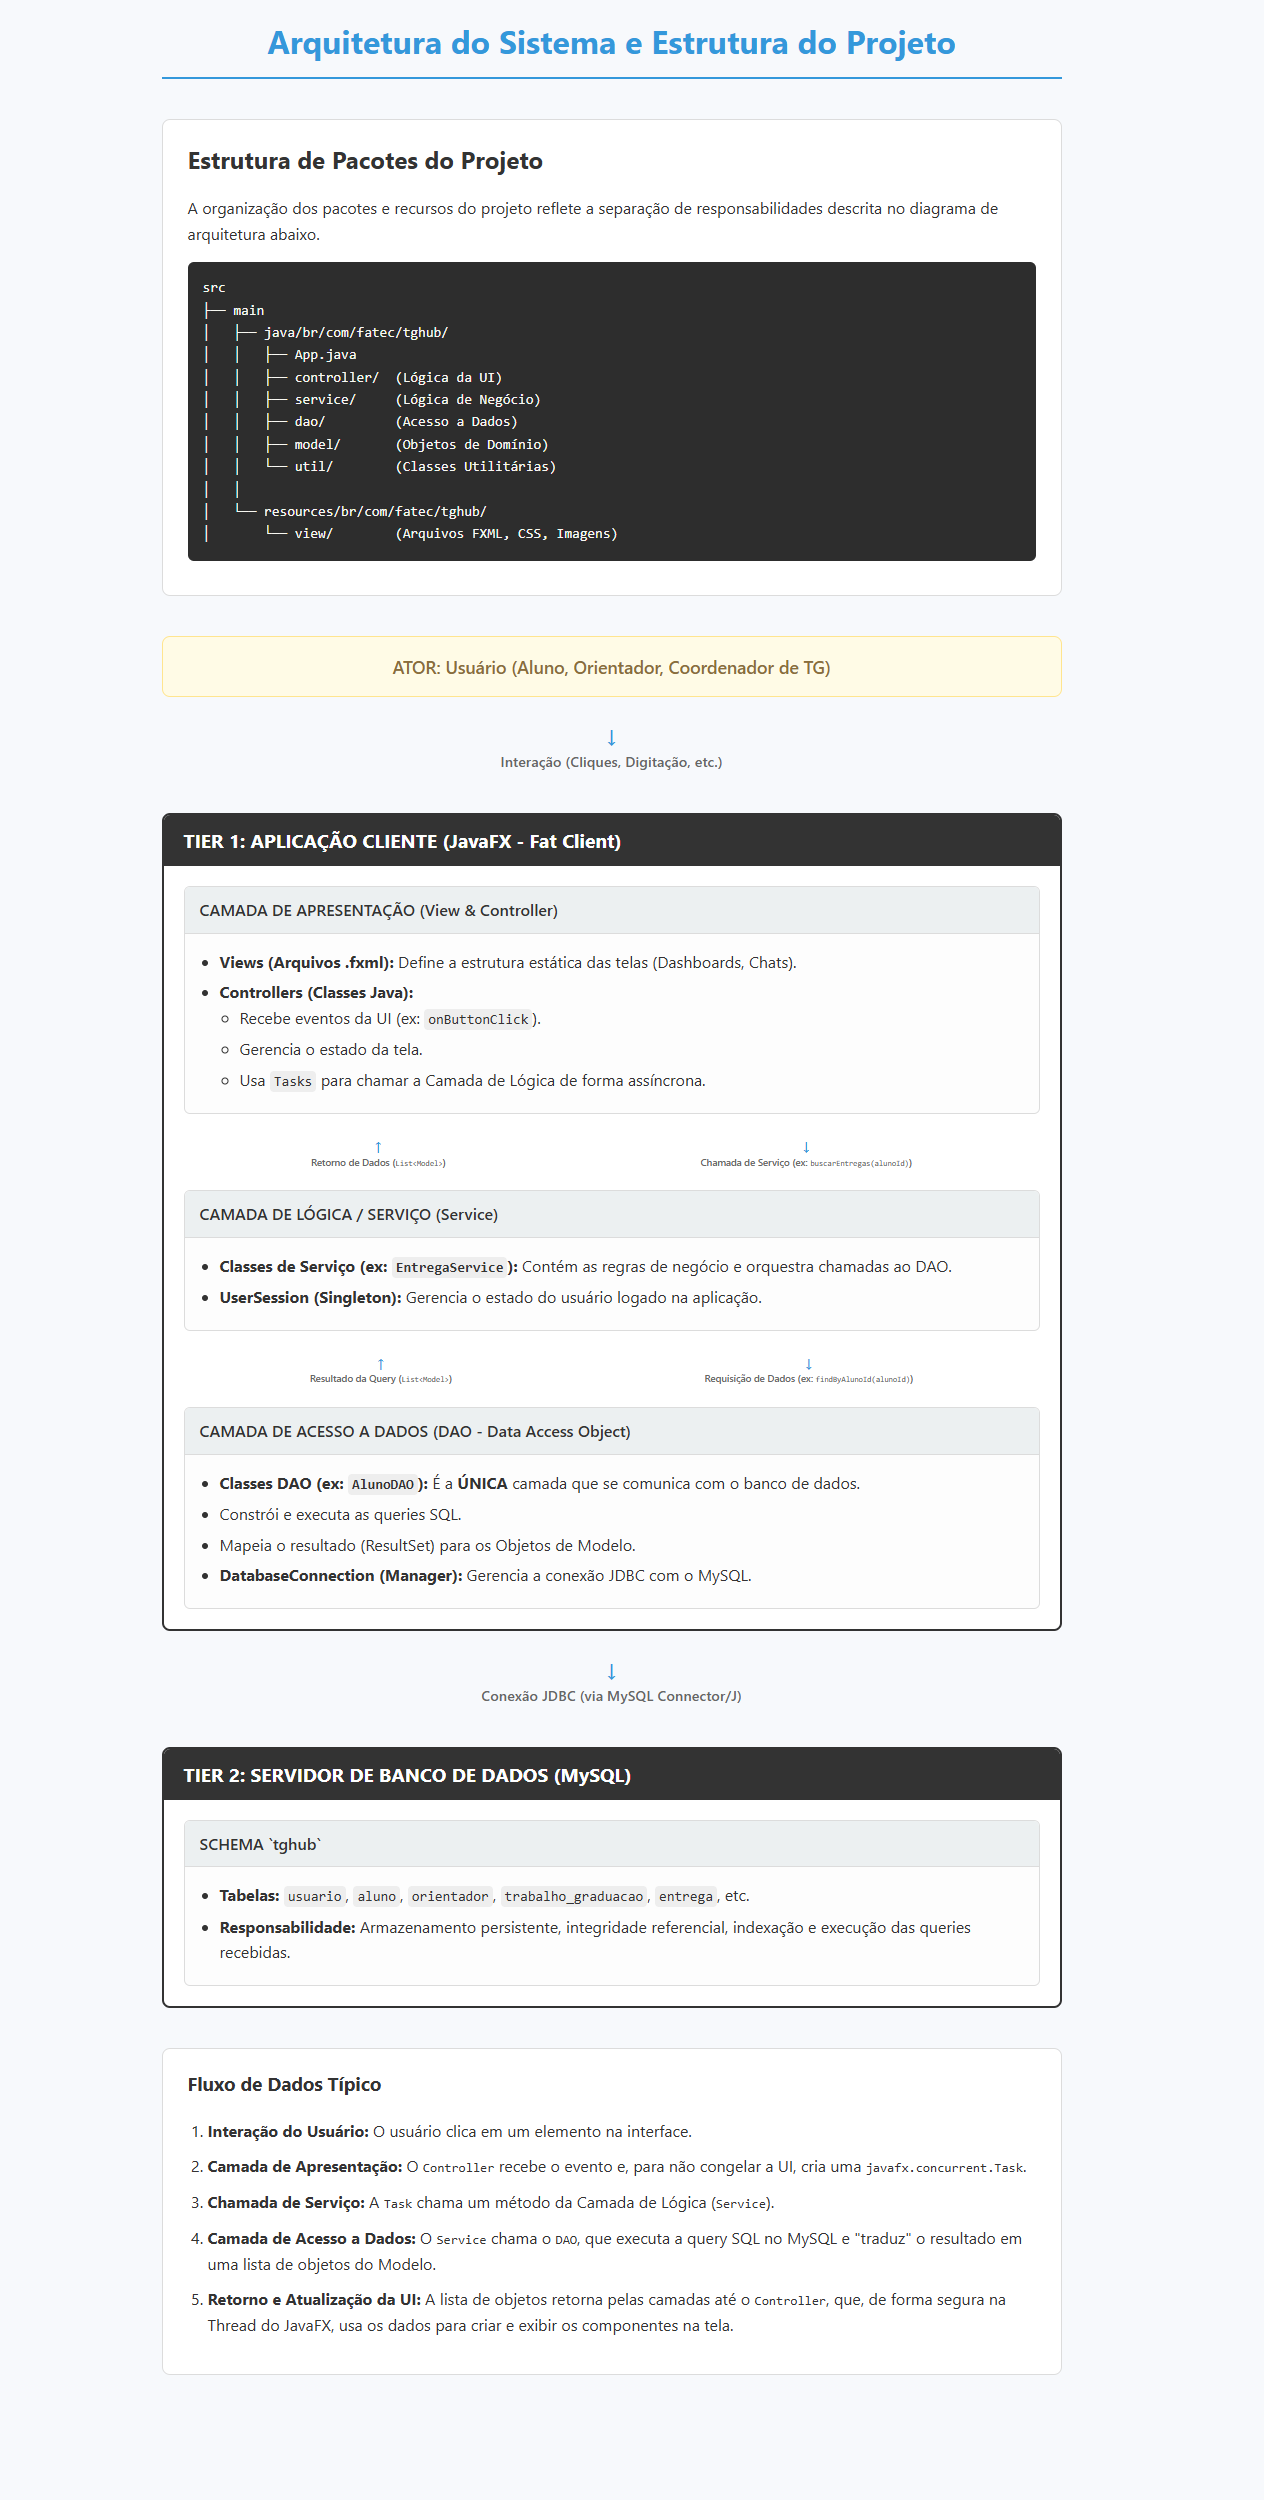 Arquitetura do Sistema e Estrutura do Projeto
Estrutura de Pacotes do Projeto
A organização dos pacotes e recursos do projeto reflete a separação de responsabilidades descrita no diagrama de
arquitetura abaixo.
src
├── main
│   ├── java/br/com/fatec/tghub/
│   │   ├── App.java
│   │   ├── controller/  (Lógica da UI)
│   │   ├── service/     (Lógica de Negócio)
│   │   ├── dao/         (Acesso a Dados)
│   │   ├── model/       (Objetos de Domínio)
│   │   └── util/        (Classes Utilitárias)
│   │
│   └── resources/br/com/fatec/tghub/
│       └── view/        (Arquivos FXML, CSS, Imagens)
ATOR: Usuário (Aluno, Orientador, Coordenador de TG)
↓
Interação (Cliques, Digitação, etc.)
TIER 1: APLICAÇÃO CLIENTE (JavaFX - Fat Client)
CAMADA DE APRESENTAÇÃO (View & Controller)
• Views (Arquivos .fxml): Define a estrutura estática das telas (Dashboards, Chats).
• Controllers (Classes Java):
◦ Recebe eventos da UI (ex: onButtonClick).
◦ Gerencia o estado da tela.
◦ Usa Tasks para chamar a Camada de Lógica de forma assíncrona.
↑ ↓
Retorno de Dados (List<Model>) Chamada de Serviço (ex: buscarEntregas(alunoId))
CAMADA DE LÓGICA / SERVIÇO (Service)
• Classes de Serviço (ex: EntregaService): Contém as regras de negócio e orquestra chamadas ao DAO.
• UserSession (Singleton): Gerencia o estado do usuário logado na aplicação.
↑ ↓
Resultado da Query (List<Model>) Requisição de Dados (ex: findByAlunoId(alunoId))
CAMADA DE ACESSO A DADOS (DAO - Data Access Object)
• Classes DAO (ex: AlunoDAO): É a ÚNICA camada que se comunica com o banco de dados.
• Constrói e executa as queries SQL.
• Mapeia o resultado (ResultSet) para os Objetos de Modelo.
• DatabaseConnection (Manager): Gerencia a conexão JDBC com o MySQL.
↓
Conexão JDBC (via MySQL Connector/J)
TIER 2: SERVIDOR DE BANCO DE DADOS (MySQL)
SCHEMA `tghub`
• Tabelas: usuario, aluno, orientador, trabalho_graduacao, entrega, etc.
• Responsabilidade: Armazenamento persistente, integridade referencial, indexação e execução das queries
recebidas.
Fluxo de Dados Típico
1. Interação do Usuário: O usuário clica em um elemento na interface.
2. Camada de Apresentação: O Controller recebe o evento e, para não congelar a UI, cria uma javafx.concurrent.Task.
3. Chamada de Serviço: A Task chama um método da Camada de Lógica (Service).
4. Camada de Acesso a Dados: O Service chama o DAO, que executa a query SQL no MySQL e "traduz" o resultado em
uma lista de objetos do Modelo.
5. Retorno e Atualização da UI: A lista de objetos retorna pelas camadas até o Controller, que, de forma segura na
Thread do JavaFX, usa os dados para criar e exibir os componentes na tela.